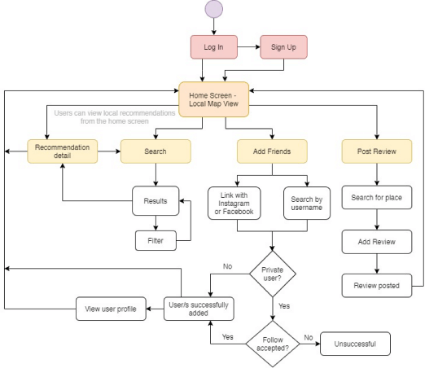 Log In
Sign Up
Home Screen -
Local Map View
Users can view local recommendations
from the home screen
Recommendation
detail
Search
Add Friends
Post Review
Results
Link with
Instagram
or Facebook
Search by
username
Search for place
Filter
Add Review
No
Private
user?
View user profile
User/s successfully
added
Review posted
Yes
Yes
Follow
accepted?
No
Unsuccessful